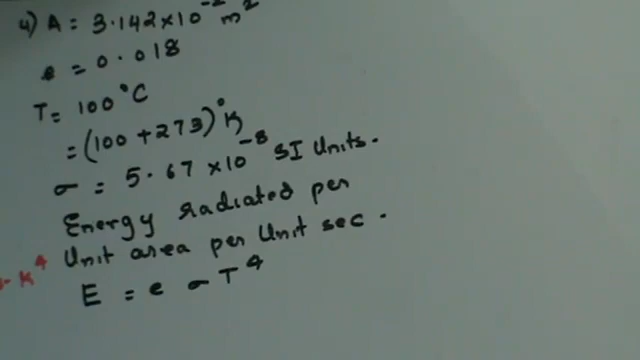 4) A = 3.142×10⁻² m²
e = 0.018
T = 100°C
= (100 + 273)°K
σ = 5.67 ×10⁻⁸ SI Units.
Energy radiated per
Unit area per Unit sec.
E = e σ T⁴
K⁴